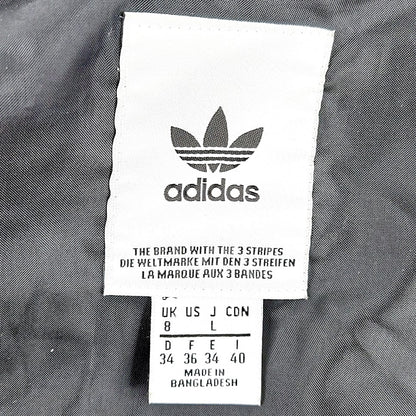 adidas
THE BRAND WITH THE 3 STRIPES
DIE WELTMARKE MIT DEN 3 STREIFEN
LA MARQUE AUX 3 BANDES
UK US J CDN
8 L
D F E I
34 36 34 40
MADE IN
BANGLADESH